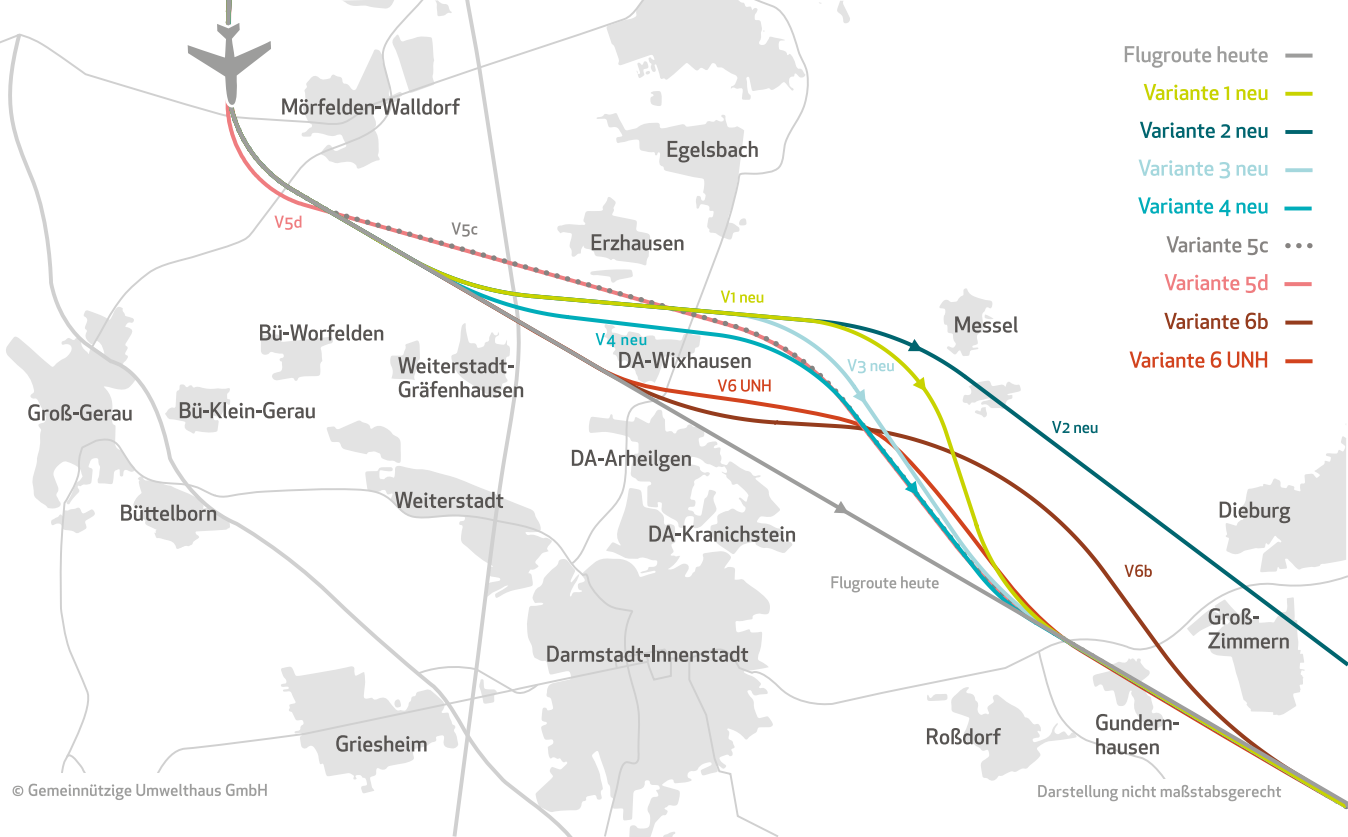 Flugroute heute
Variante 1 neu
Variante 2 neu
Variante 3 neu
Variante 4 neu
Variante 5c
Variante 5d
Variante 6b
Variante 6 UNH
Mörfelden-Walldorf
Egelsbach
V5d
V5c
Erzhausen
V1 neu
Messel
Bü-Worfelden
V4 neu
DA-Wixhausen
V3 neu
Weiterstadt-
Gräfenhausen
V6 UNH
Groß-Gerau
Bü-Klein-Gerau
V2 neu
DA-Arheilgen
Weiterstadt
Büttelborn
Dieburg
DA-Kranichstein
Flugroute heute
V6b
Groß-
Zimmern
Darmstadt-Innenstadt
Griesheim
Roßdorf
Gundern-
hausen
© Gemeinnützige Umwelthaus GmbH
Darstellung nicht maßstabsgerecht